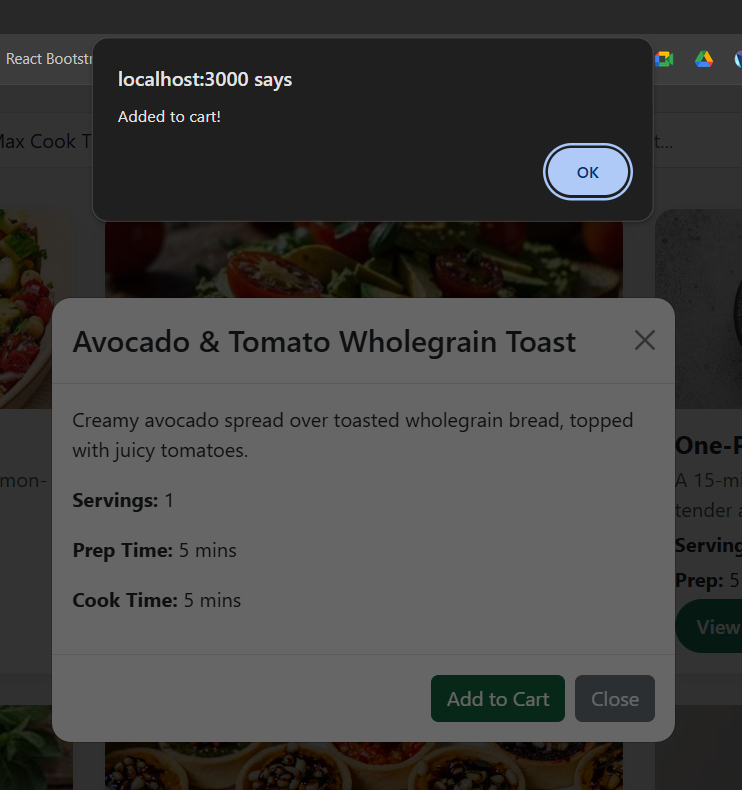 React Bootstr
localhost:3000 says
Added to cart!
OK
Max Cook T
t...
Avocado & Tomato Wholegrain Toast
Creamy avocado spread over toasted wholegrain bread, topped
with juicy tomatoes.
Servings: 1
Prep Time: 5 mins
Cook Time: 5 mins
Add to Cart
Close
mon-
One-P
A 15-mi
tender a
Serving
Prep: 5
View